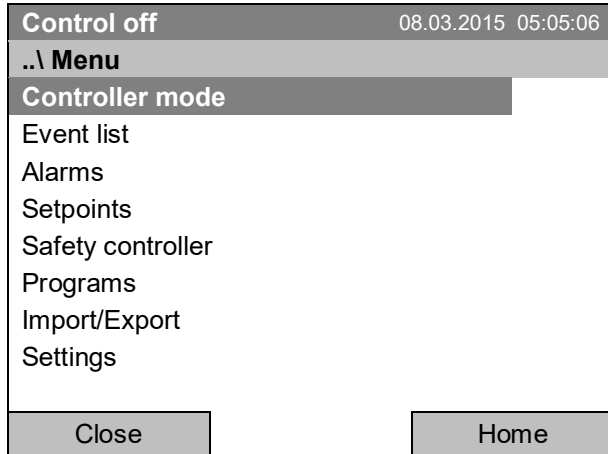 Control off 08.03.2015 05:05:06
..\ Menu
Controller mode
Event list
Alarms
Setpoints
Safety controller
Programs
Import/Export
Settings
Close Home